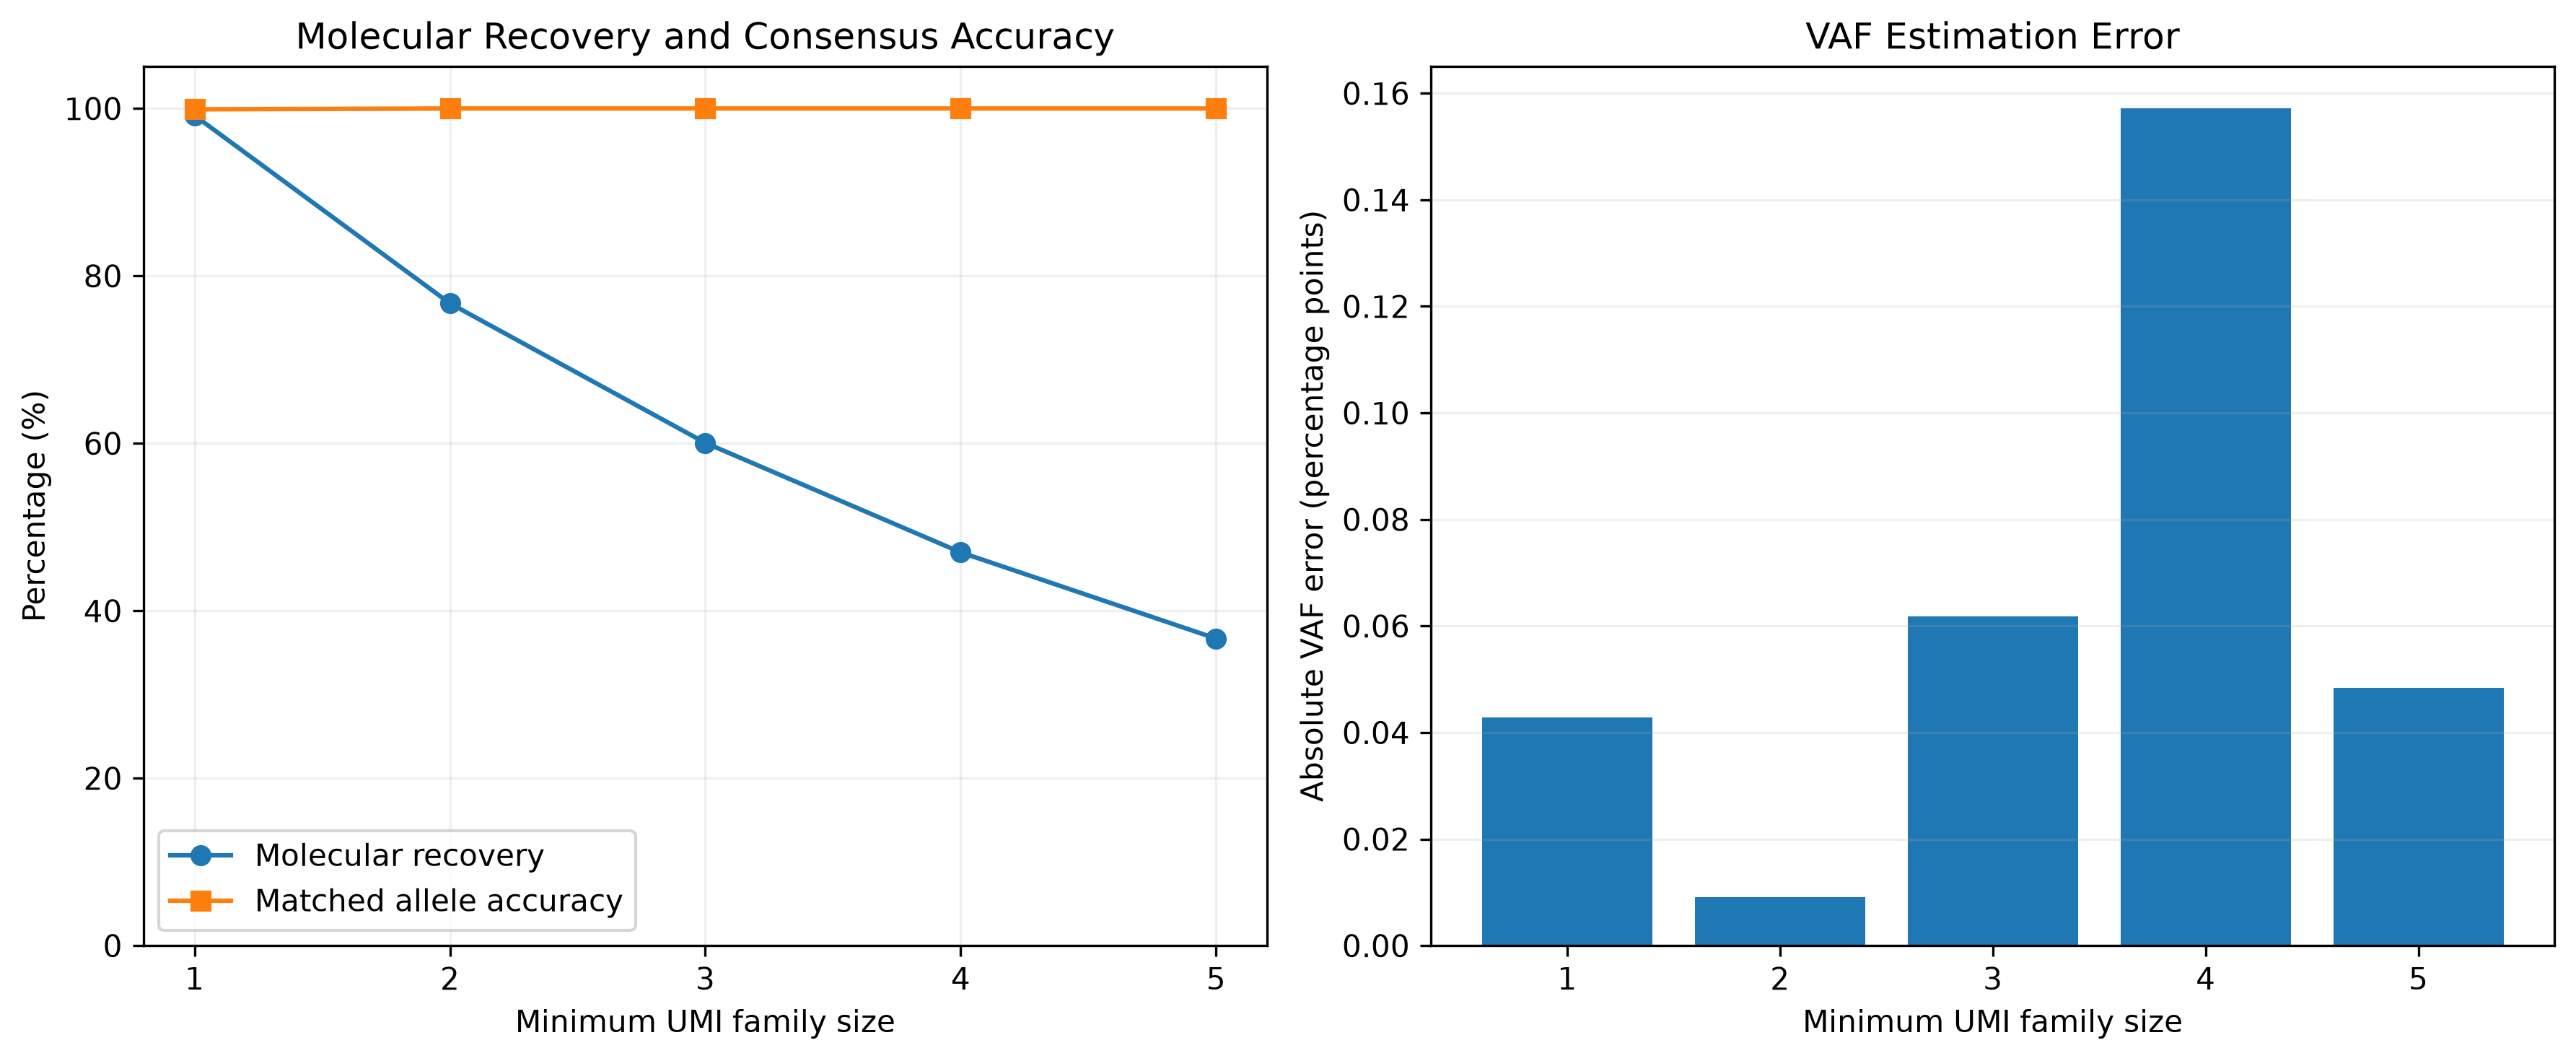 Molecular Recovery and Consensus Accuracy
Percentage (%)
100
80
60
40
20
0
Molecular recovery
Matched allele accuracy
1 2 3 4 5
Minimum UMI family size
VAF Estimation Error
Absolute VAF error (percentage points)
0.16
0.14
0.12
0.10
0.08
0.06
0.04
0.02
0.00
1 2 3 4 5
Minimum UMI family size